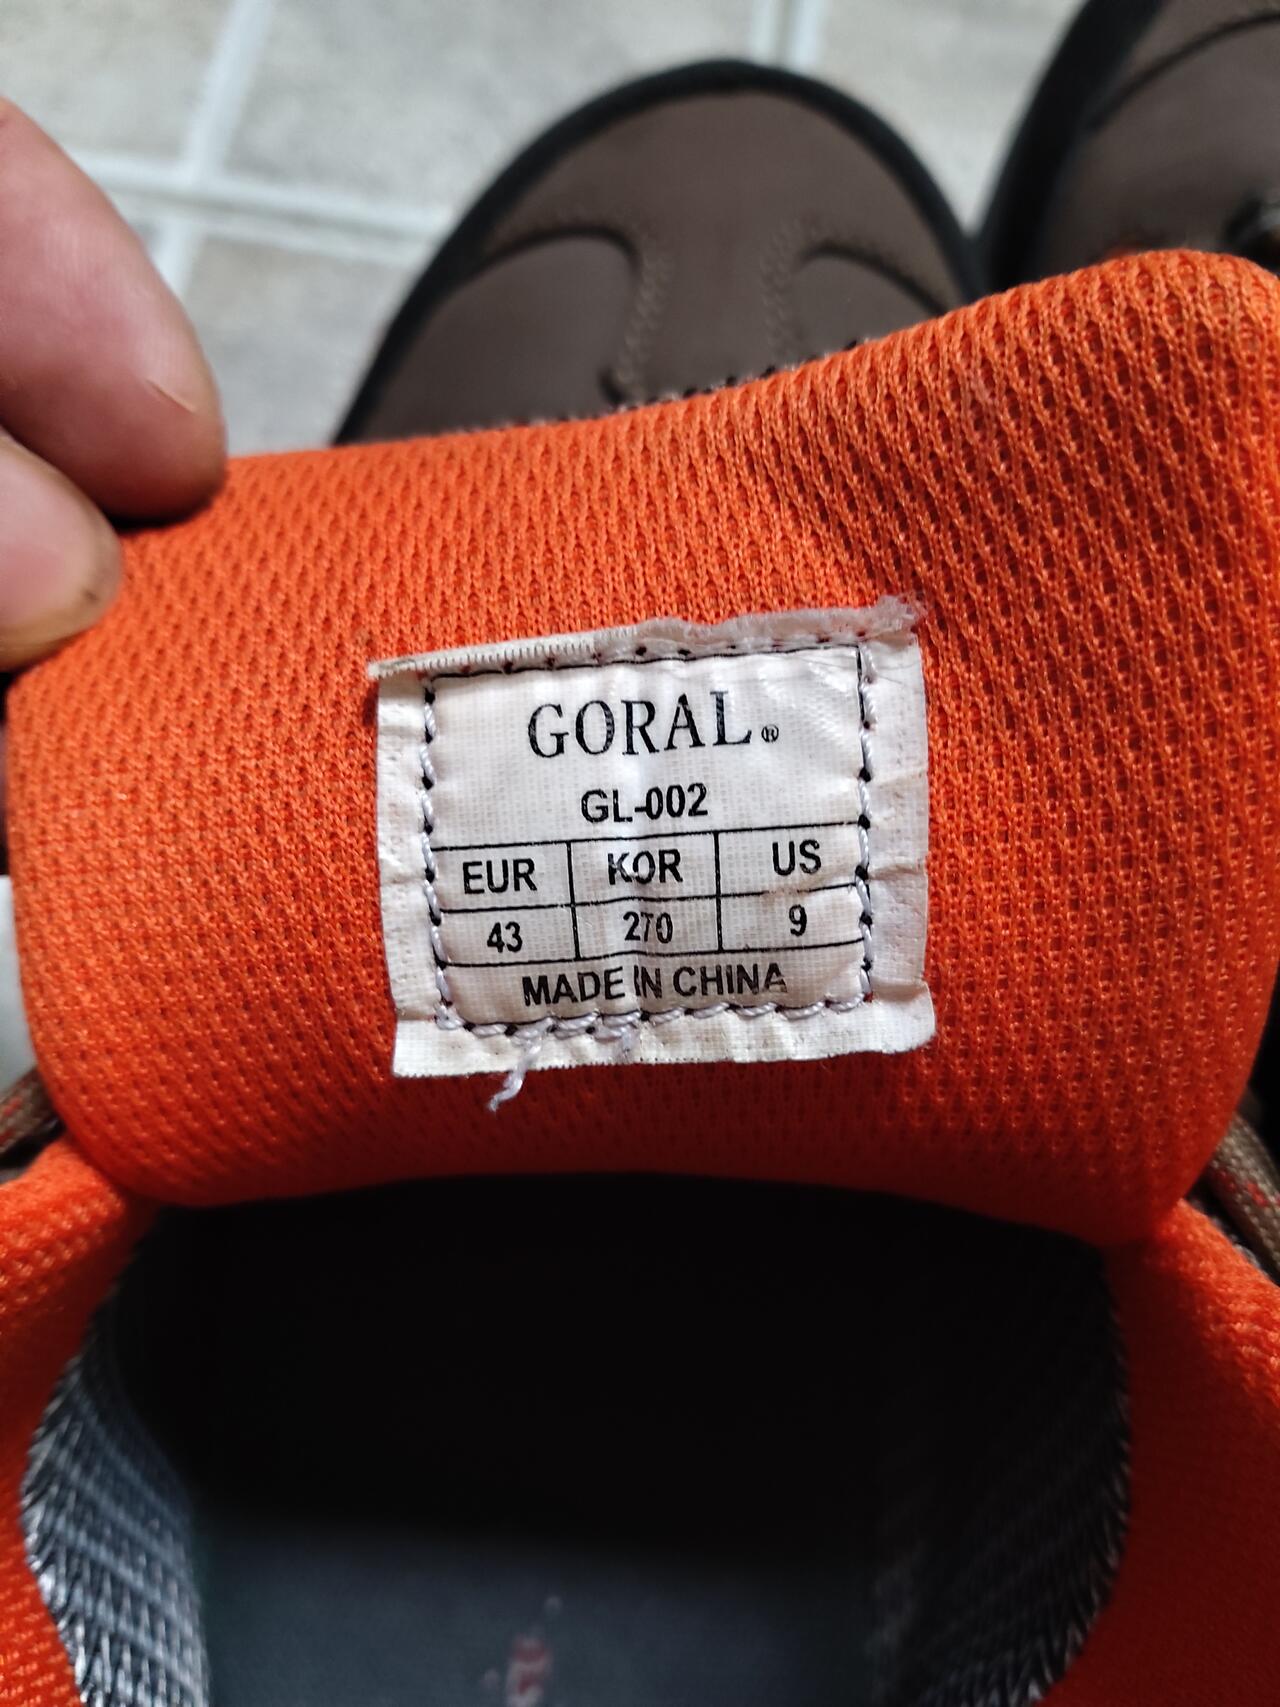 GORAL®
GL-002
EUR KOR US
43 270 9
MADE IN CHINA